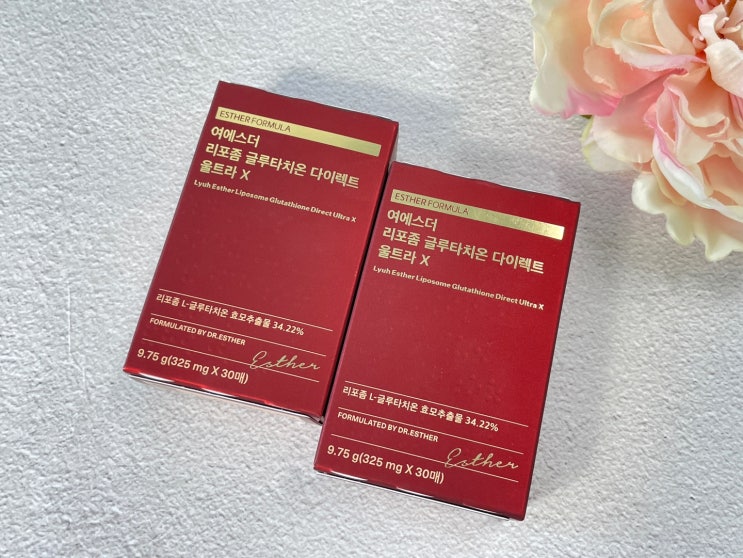 ESTHER FORMULA
여에스더
리포좀 글루타치온 다이렉트
울트라 X
Lyuh Esther Liposome Glutathione Direct Ultra X
리포좀 L-글루타치온 효모추출물 34.22%
FORMULATED BY DR.ESTHER
Esther
9.75 g(325 mg X 30매)
ESTHER FORMULA
여에스더
리포좀 글루타치온 다이렉트
울트라 X
Lyuh Esther Liposome Glutathione Direct Ultra X
리포좀 L-글루타치온 효모추출물 34.22%
FORMULATED BY DR.ESTHER
Esther
9.75 g(325 mg X 30매)